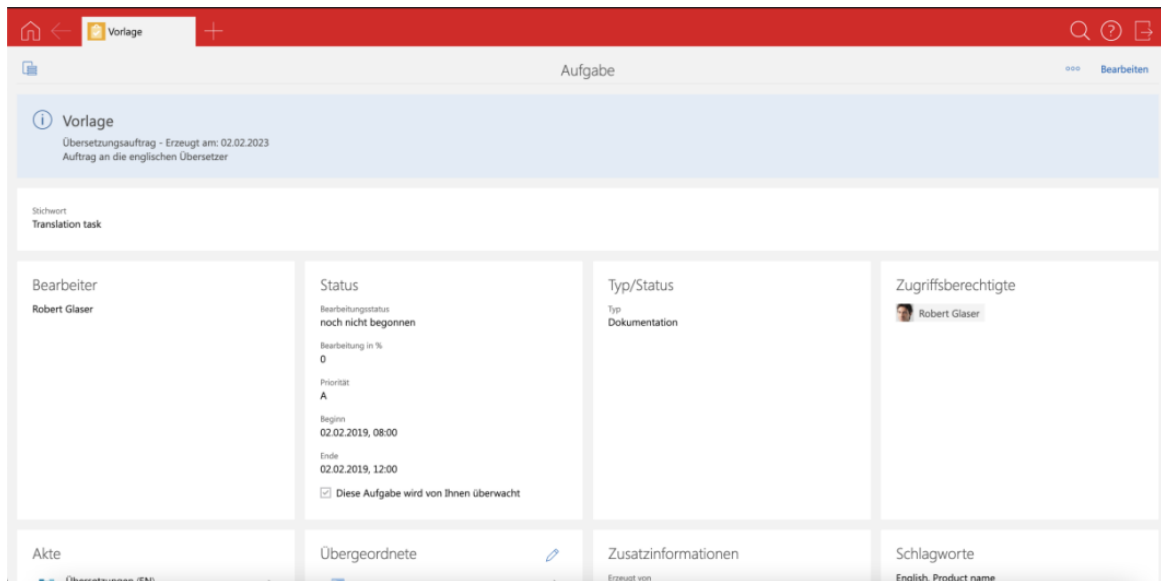 Vorlage
Aufgabe
Bearbeiten
Vorlage
Übersetzungsauftrag - Erzeugt am: 02.02.2023
Auftrag an die englischen Übersetzer
Stichwort
Translation task
Bearbeiter
Robert Glaser
Status
Bearbeitungsstatus
noch nicht begonnen
Bearbeitung in %
0
Priorität
A
Beginn
02.02.2019, 08:00
Ende
02.02.2019, 12:00
Diese Aufgabe wird von Ihnen überwacht
Typ/Status
Typ
Dokumentation
Zugriffsberechtigte
Robert Glaser
Akte
Übersetzungen (EN)
Übergeordnete
Zusatzinformationen
Erzeugt von
Schlagworte
English, Product name